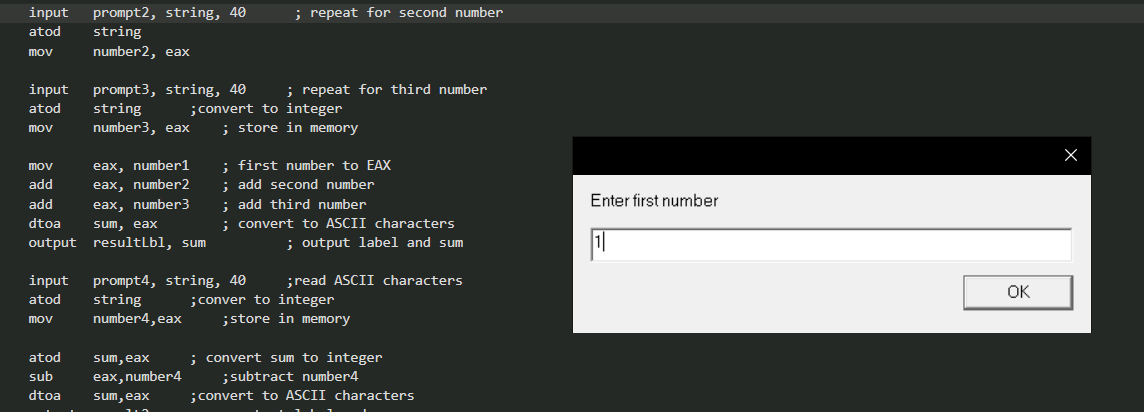 input prompt2, string, 40 ; repeat for second number
atod string
mov number2, eax
input prompt3, string, 40 ; repeat for third number
atod string ;convert to integer
mov number3, eax ; store in memory
mov eax, number1 ; first number to EAX
add eax, number2 ; add second number
add eax, number3 ; add third number
dtoa sum, eax ; convert to ASCII characters
output resultLbl, sum ; output label and sum
input prompt4, string, 40 ;read ASCII characters
atod string ;conver to integer
mov number4,eax ;store in memory
atod sum,eax ; convert sum to integer
sub eax,number4 ;subtract number4
dtoa sum,eax ;convert to ASCII characters
Enter first number
1
OK